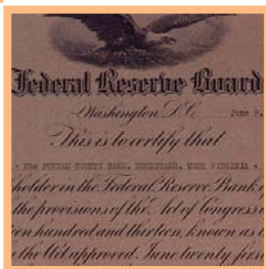 Federal Reserve Board
Washington, D.C. June 9,
This is to certify that
- THE PUTNAM COUNTY BANK, HURRICANE, WEST VIRGINIA -
holder in the Federal Reserve Bank
the provisions of the Act of Congress
en hundred and thirteen, known as
the Act approved June twenty first